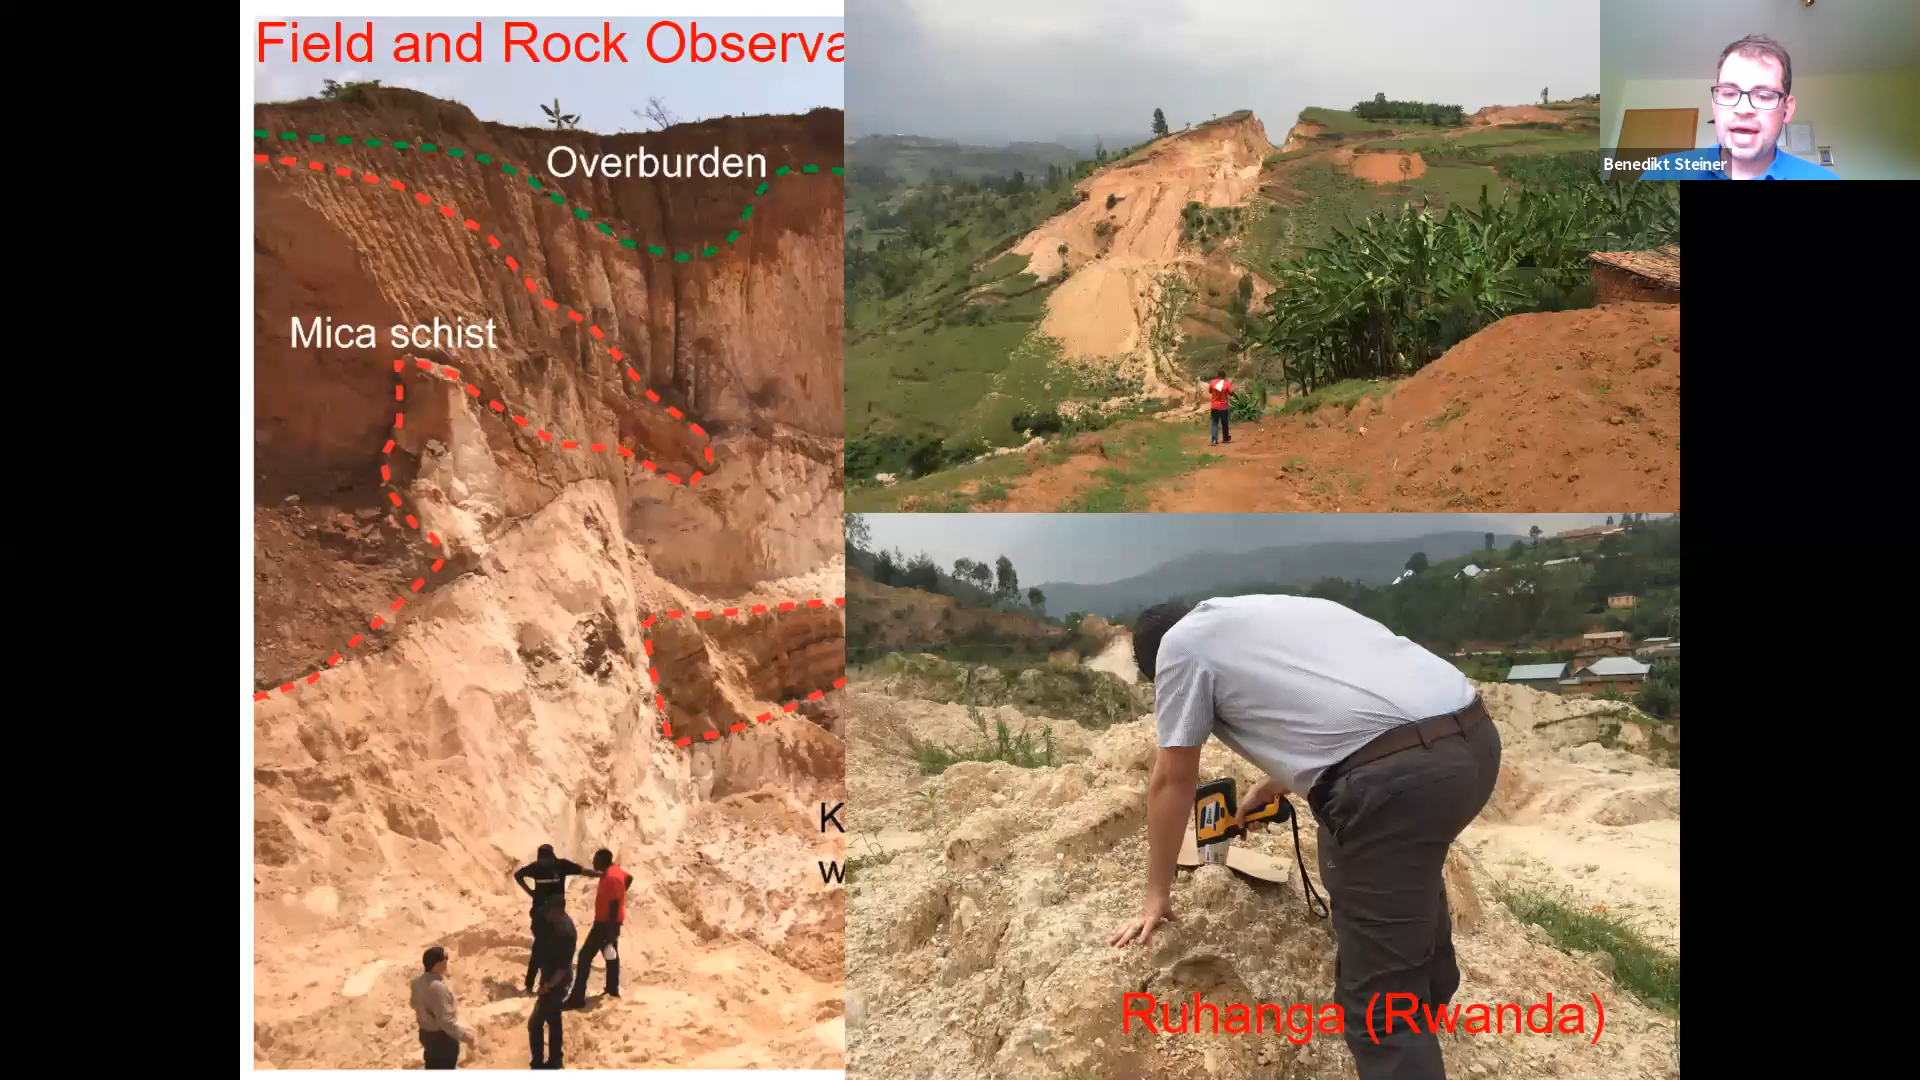 Field and Rock Observa
Overburden
Mica schist
K
w
Ruhanga (Rwanda)
Benedikt Steiner